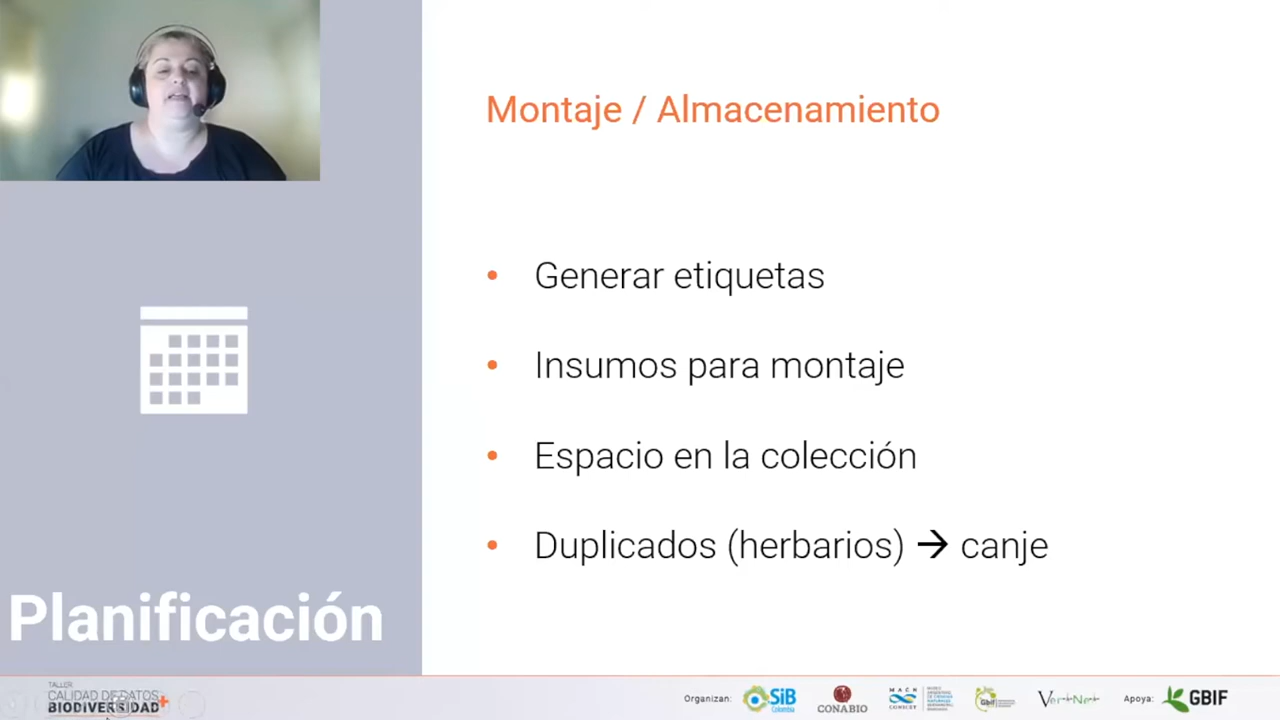 Montaje / Almacenamiento
• Generar etiquetas
• Insumos para montaje
• Espacio en la colección
• Duplicados (herbarios) → canje
Planificación
TALLER
CALIDAD DE DATOS
BIODIVERSIDAD+
Organizan:
SiB
Colombia
CONABIO
MACN
CONICET
Gbif
VertNet
Apoya:
GBIF